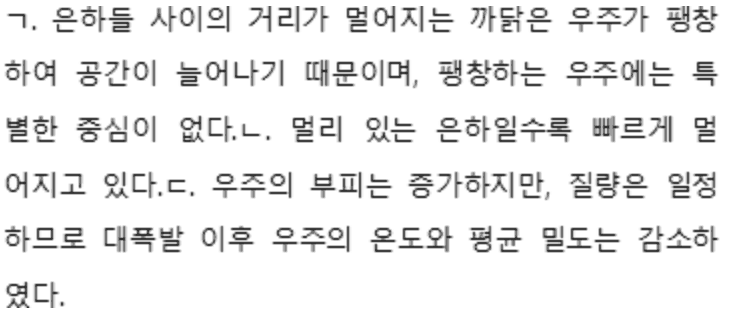 ㄱ. 은하들 사이의 거리가 멀어지는 까닭은 우주가 팽창
하여 공간이 늘어나기 때문이며, 팽창하는 우주에는 특
별한 중심이 없다.ㄴ. 멀리 있는 은하일수록 빠르게 멀
어지고 있다.ㄷ. 우주의 부피는 증가하지만, 질량은 일정
하므로 대폭발 이후 우주의 온도와 평균 밀도는 감소하
였다.